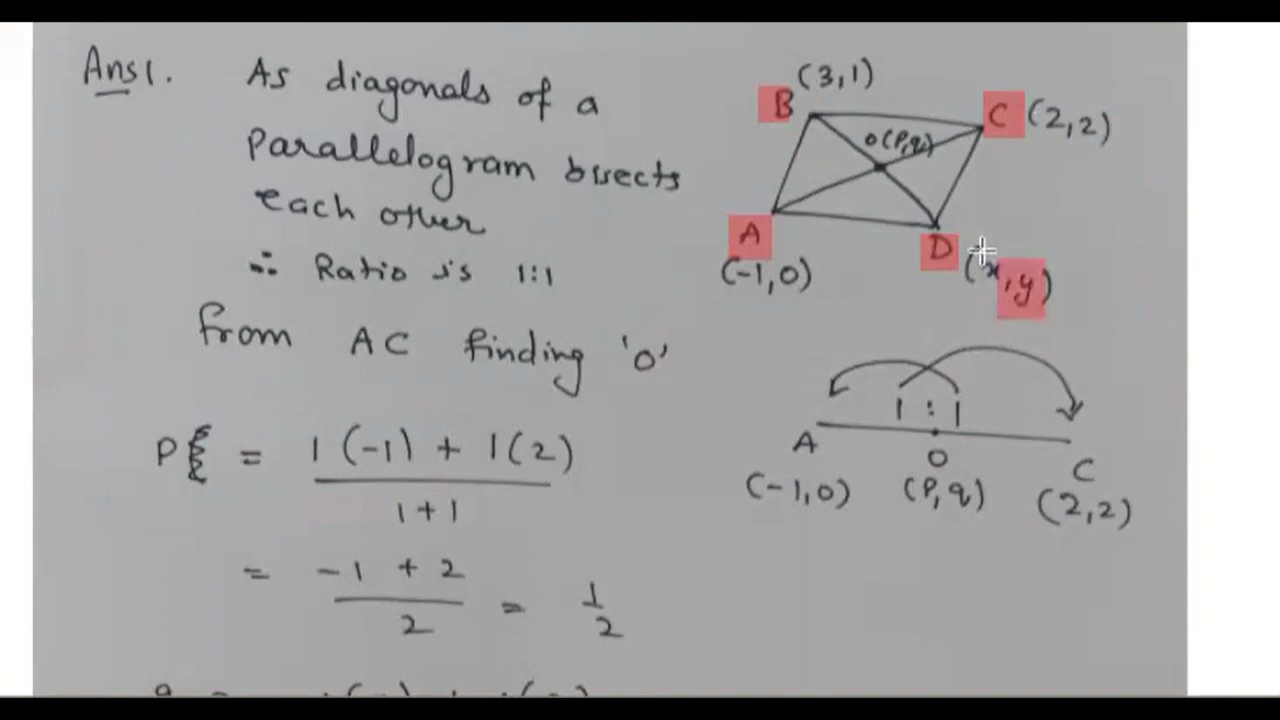 Ans1. As diagonals of a
parallelogram bisects
each other
∴ Ratio is 1:1
from AC finding 'O'
P = 1(-1) + 1(2)
1+1
= -1 + 2
2
= 1
2
(3,1)
B
C (2,2)
O(P,q)
A
(-1,0)
D
(x,y)
1 : 1
A
O
C
(-1,0) (P,q) (2,2)